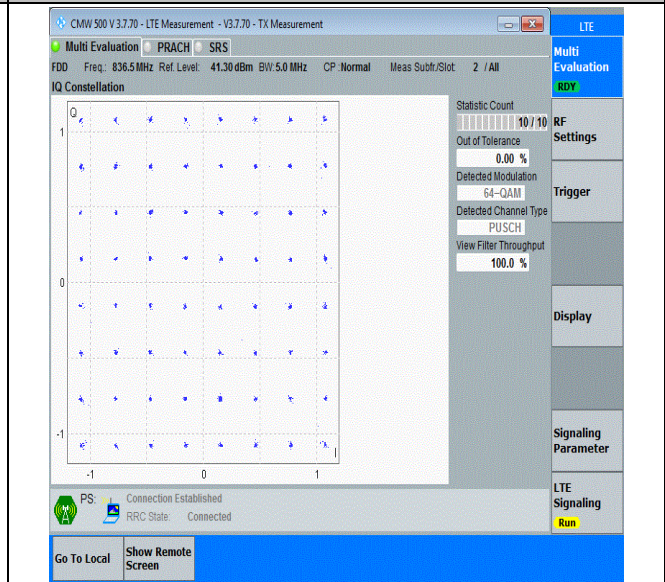 CMW 500 V 3.7.70 - LTE Measurement - V3.7.70 - TX Measurement
LTE
Multi Evaluation PRACH SRS
FDD Freq.: 836.5 MHz Ref. Level: 41.30 dBm BW: 5.0 MHz CP :Normal Meas Subfr./Slot: 2 / All
IQ Constellation
Q
1
0
-1
I
-1 0 1
Statistic Count
10 / 10
Out of Tolerance
0.00 %
Detected Modulation
64-QAM
Detected Channel Type
PUSCH
View Filter Throughput
100.0 %
Multi
Evaluation
RDY
RF
Settings
Trigger
Display
Signaling
Parameter
LTE
Signaling
Run
PS: Connection Established
RRC State: Connected
Go To Local
Show Remote
Screen